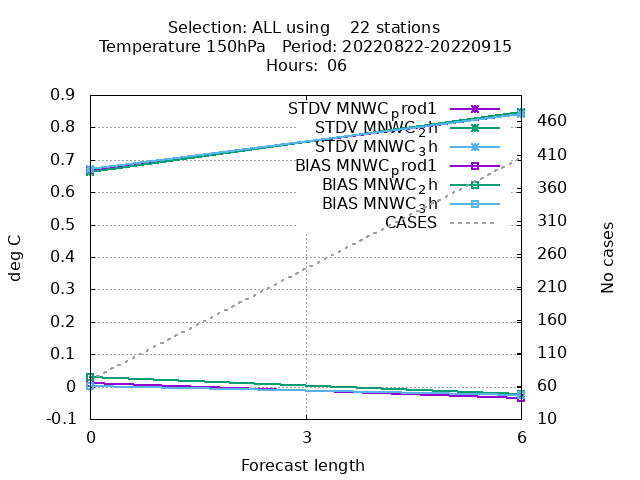 Selection: ALL using    22 stations
Temperature 150hPa   Period: 20220822-20220915
Hours: 06
STDV MNWC_prod1
STDV MNWC_2h
STDV MNWC_3h
BIAS MNWC_prod1
BIAS MNWC_2h
BIAS MNWC_3h
CASES
0.9
0.8
0.7
0.6
0.5
0.4
0.3
0.2
0.1
0
-0.1
460
410
360
310
260
210
160
110
60
10
deg C
No cases
0 3 6
Forecast length